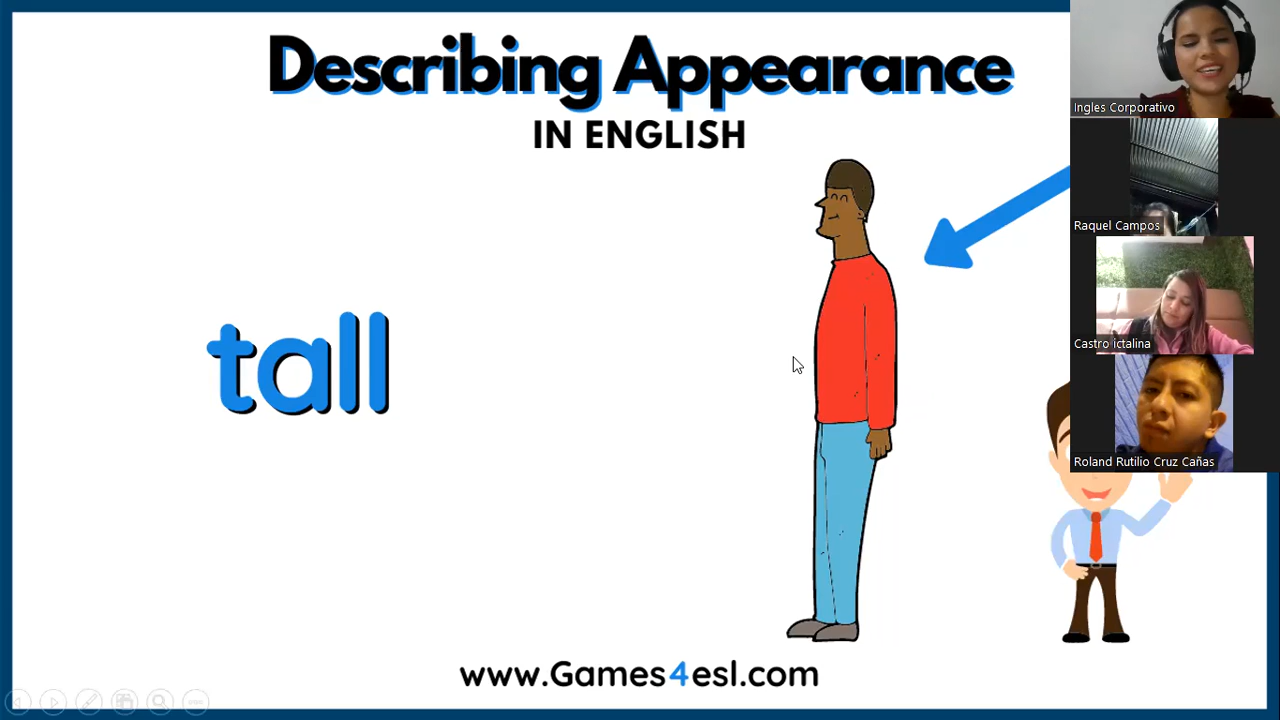 Describing Appearance
IN ENGLISH
tall
www.Games4esl.com
Ingles Corporativo
Raquel Campos
Castro Ictalina
Roland Rutilio Cruz Cañas